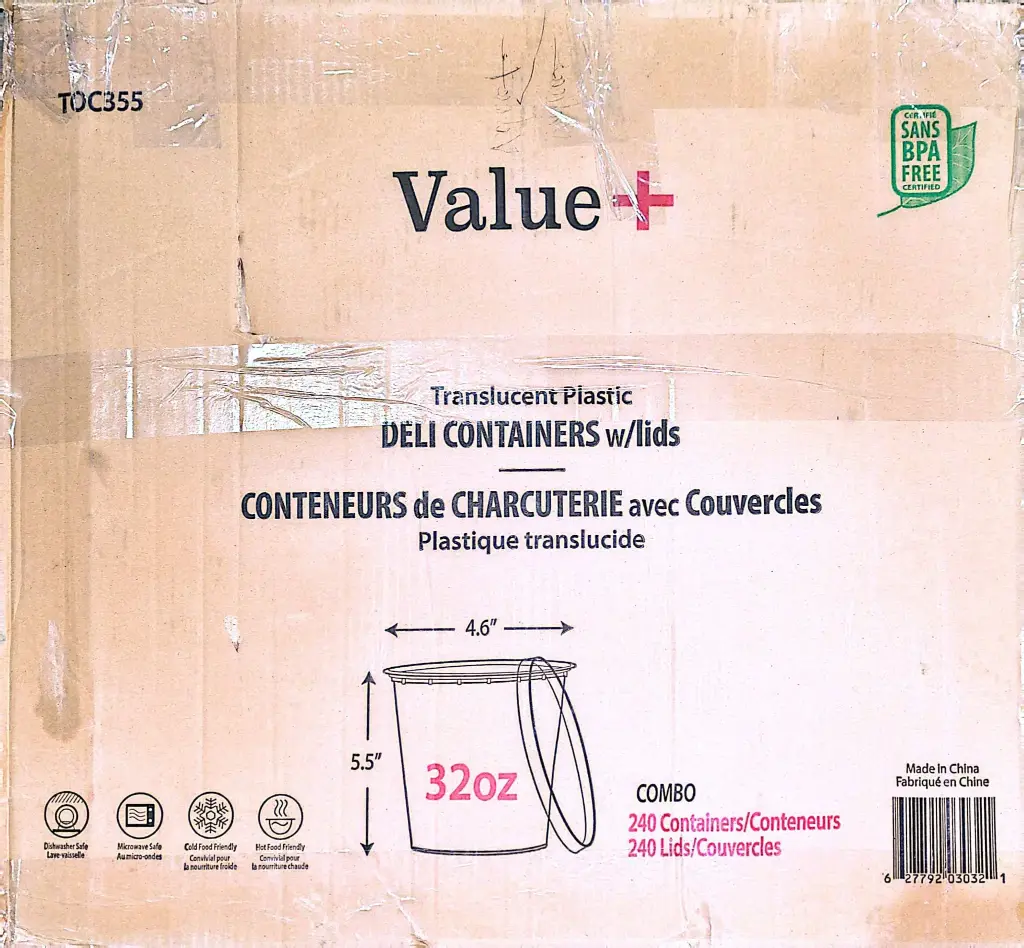 TOC355
CERTIFIÉ
SANS
BPA
FREE
CERTIFIED
Value+
Translucent Plastic
DELI CONTAINERS w/lids
CONTENEURS de CHARCUTERIE avec Couvercles
Plastique translucide
4.6"
5.5"
32oz
COMBO
240 Containers/Conteneurs
240 Lids/Couvercles
Dishwasher Safe
Lave-vaisselle
Microwave Safe
Au micro-ondes
Cold Food Friendly
Convivial pour
la nourriture froide
Hot Food Friendly
Convivial pour
la nourriture chaude
Made in China
Fabriqué en Chine
6 27792 03032 1